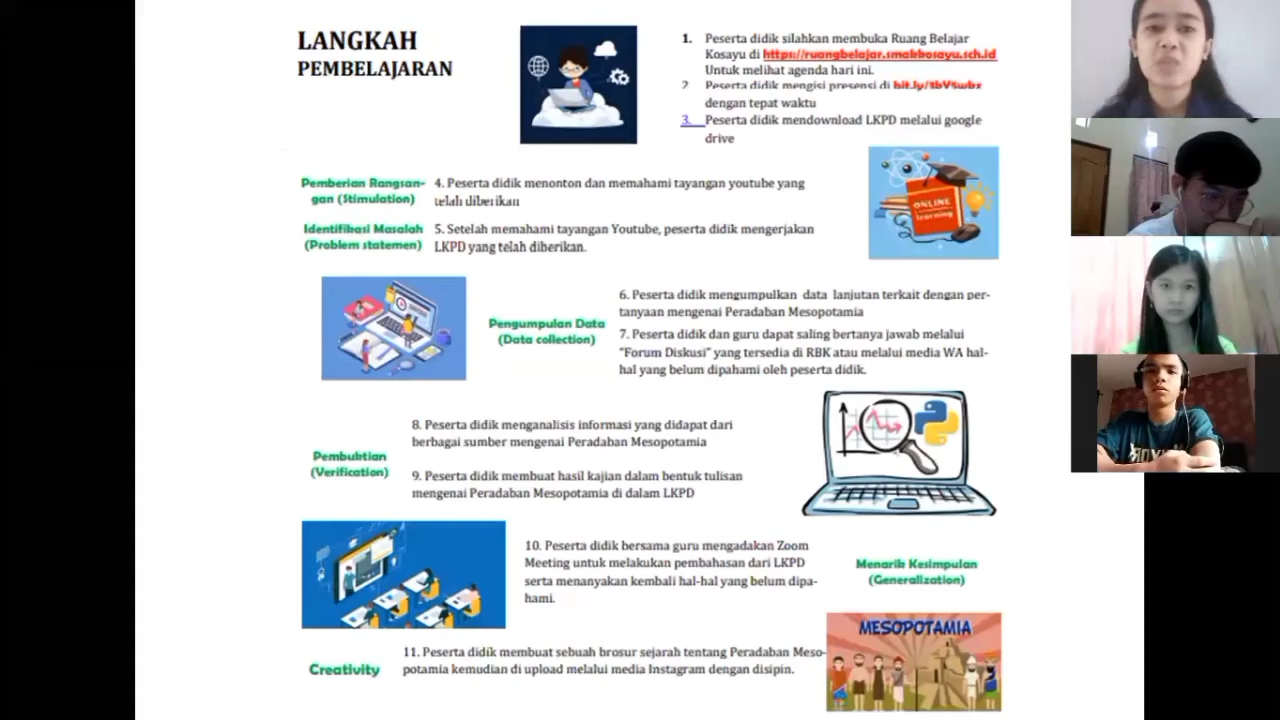 LANGKAH
PEMBELAJARAN
1. Peserta didik silahkan membuka Ruang Belajar
Kosayu di https://ruangbelajar.smakkosayu.sch.id
Untuk melihat agenda hari ini.
2 Peserta didik mengisi presensi di
dengan tepat waktu
3. Peserta didik mendownload LKPD melalui google
drive
ONLINE
learning
Pemberian Rangsan-
gan (Stimulation)
4. Peserta didik menonton dan memahami tayangan youtube yang
telah diberikan
Identifikasi Masalah
(Problem statemen)
5. Setelah memahami tayangan Youtube, peserta didik mengerjakan
LKPD yang telah diberikan.
Pengumpulan Data
(Data collection)
6. Peserta didik mengumpulkan data lanjutan terkait dengan per-
tanyaan mengenai Peradaban Mesopotamia
7. Peserta didik dan guru dapat saling bertanya jawab melalui
"Forum Diskusi" yang tersedia di RBK atau melalui media WA hal-
hal yang belum dipahami oleh peserta didik.
Pembuktian
(Verification)
8. Peserta didik menganalisis informasi yang didapat dari
berbagai sumber mengenai Peradaban Mesopotamia
9. Peserta didik membuat hasil kajian dalam bentuk tulisan
mengenai Peradaban Mesopotamia di dalam LKPD
10. Peserta didik bersama guru mengadakan Zoom
Meeting untuk melakukan pembahasan dari LKPD
serta menanyakan kembali hal-hal yang belum dipa-
hami.
Menarik Kesimpulan
(Generalization)
MESOPOTAMIA
Creativity
11. Peserta didik membuat sebuah brosur sejarah tentang Peradaban Meso-
potamia kemudian di upload melalui media Instagram dengan disipin.